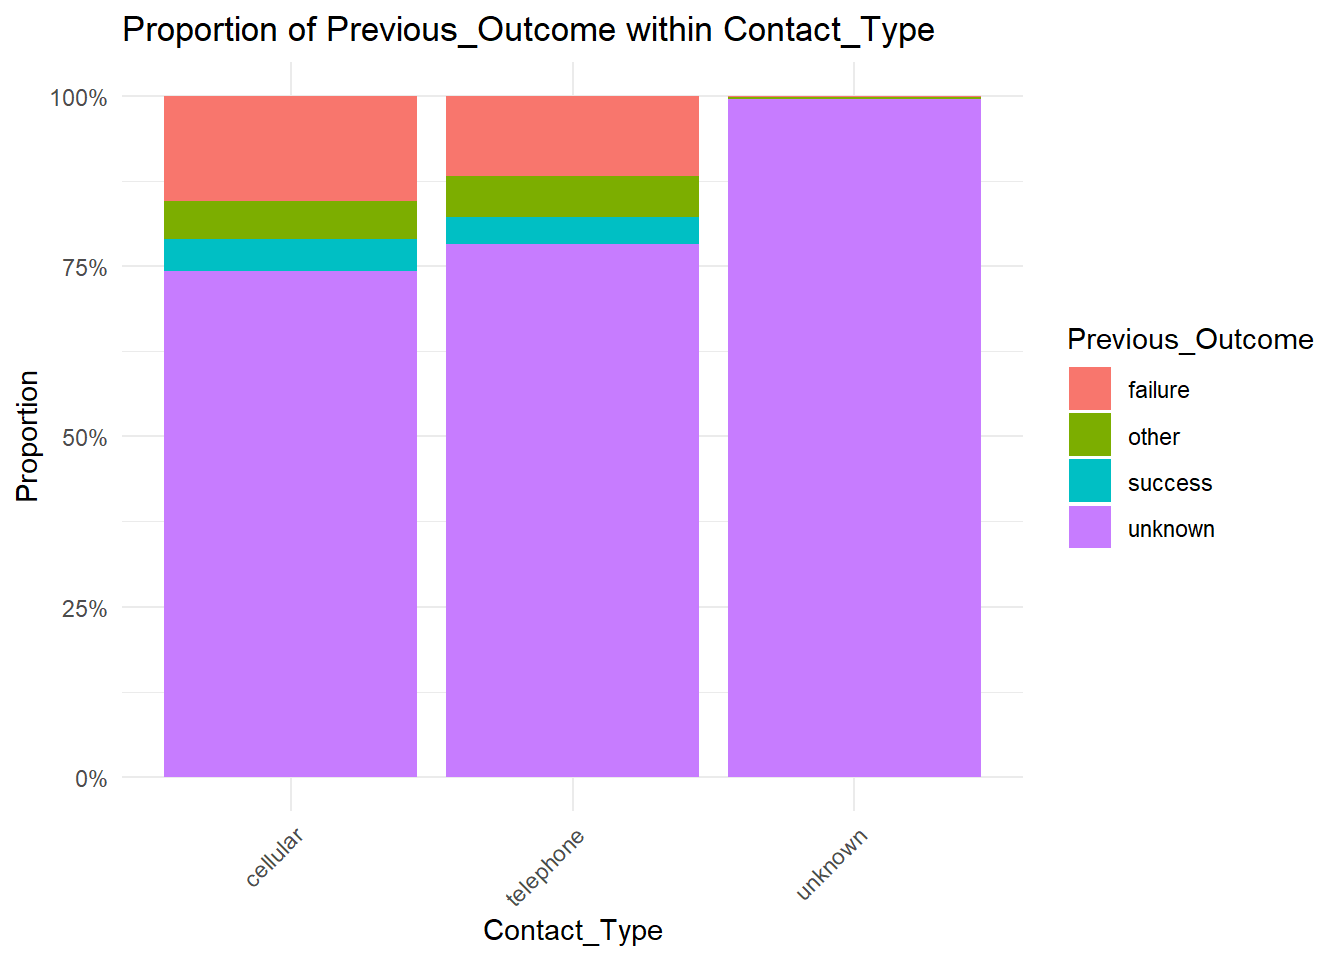 Proportion of Previous_Outcome within Contact_Type
100%
75%
50%
25%
0%
Proportion
cellular
telephone
unknown
Contact_Type
Previous_Outcome
failure
other
success
unknown